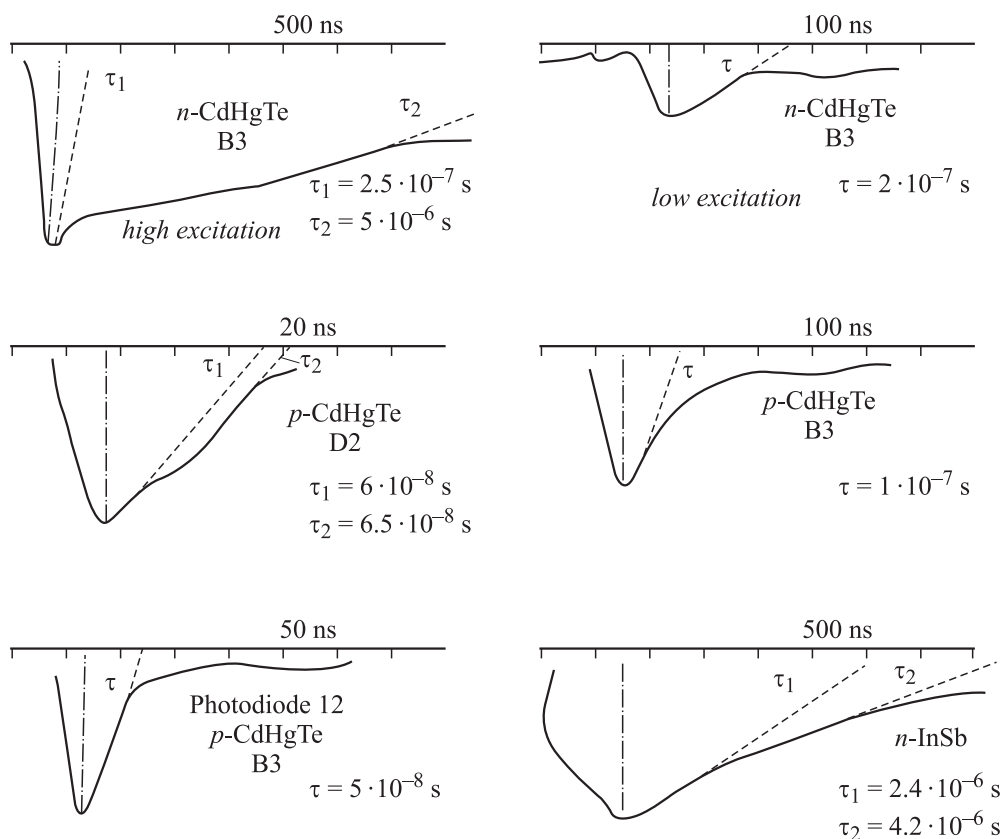 500 ns
τ₁
n-CdHgTe
B3
τ₂
τ₁ = 2.5 · 10⁻⁷ s
τ₂ = 5 · 10⁻⁶ s
high excitation
100 ns
τ
n-CdHgTe
B3
τ = 2 · 10⁻⁷ s
low excitation
20 ns
τ₁
τ₂
p-CdHgTe
D2
τ₁ = 6 · 10⁻⁸ s
τ₂ = 6.5 · 10⁻⁸ s
100 ns
τ
p-CdHgTe
B3
τ = 1 · 10⁻⁷ s
50 ns
τ
Photodiode 12
p-CdHgTe
B3
τ = 5 · 10⁻⁸ s
500 ns
τ₁
τ₂
n-InSb
τ₁ = 2.4 · 10⁻⁶ s
τ₂ = 4.2 · 10⁻⁶ s